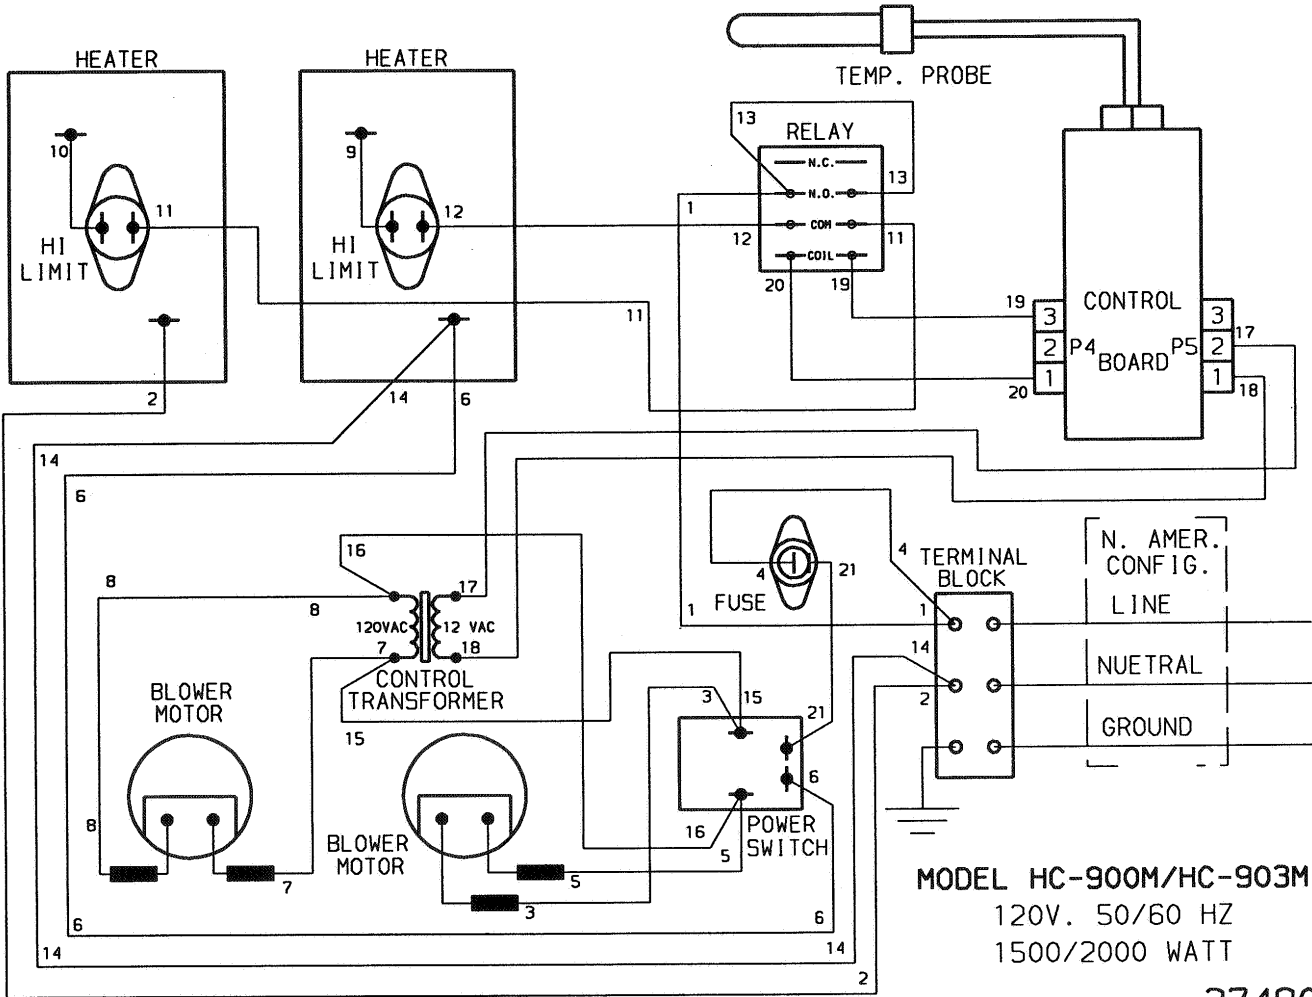 HEATER
HEATER
TEMP. PROBE
13
RELAY
N.C.
10
9
13
N.O.
11
12
1
COM
12
11
HI
LIMIT
HI
LIMIT
COIL
20
19
11
19
3
CONTROL
3
17
2
P4
P5
2
BOARD
20
1
1
18
2
14
6
14
6
16
4
N. AMER.
CONFIG.
TERMINAL
BLOCK
8
8
17
4
21
FUSE
LINE
1
1
120VAC
12 VAC
7
18
14
CONTROL
TRANSFORMER
NUETRAL
BLOWER
MOTOR
3
15
2
15
21
GROUND
6
8
BLOWER
MOTOR
16
5
POWER
SWITCH
7
5
3
MODEL HC-900M/HC-903M
120V. 50/60 HZ
1500/2000 WATT
6
6
14
14
2